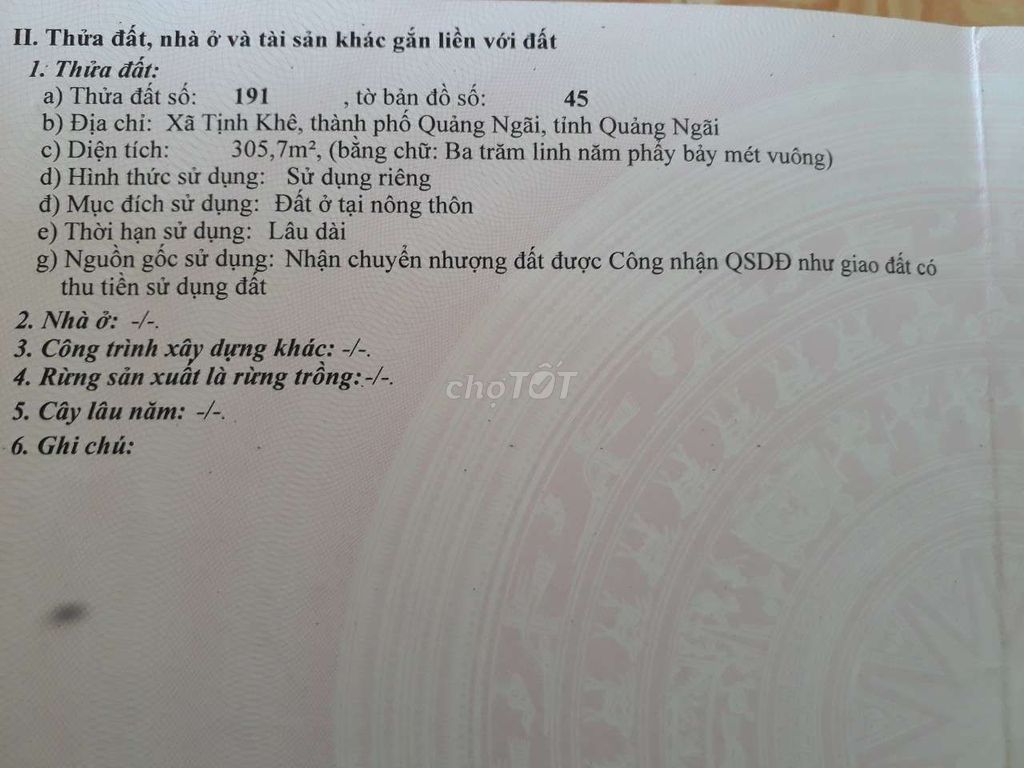 II. Thửa đất, nhà ở và tài sản khác gắn liền với đất
1. Thửa đất:
a) Thửa đất số: 191 , tờ bản đồ số: 45
b) Địa chỉ: Xã Tịnh Khê, thành phố Quảng Ngãi, tỉnh Quảng Ngãi
c) Diện tích: 305,7m², (bằng chữ: Ba trăm linh năm phẩy bảy mét vuông)
d) Hình thức sử dụng: Sử dụng riêng
đ) Mục đích sử dụng: Đất ở tại nông thôn
e) Thời hạn sử dụng: Lâu dài
g) Nguồn gốc sử dụng: Nhận chuyển nhượng đất được Công nhận QSDĐ như giao đất có
thu tiền sử dụng đất
2. Nhà ở: -/-.
3. Công trình xây dựng khác: -/-.
4. Rừng sản xuất là rừng trồng: -/-.
chợTỐT
5. Cây lâu năm: -/-.
6. Ghi chú: